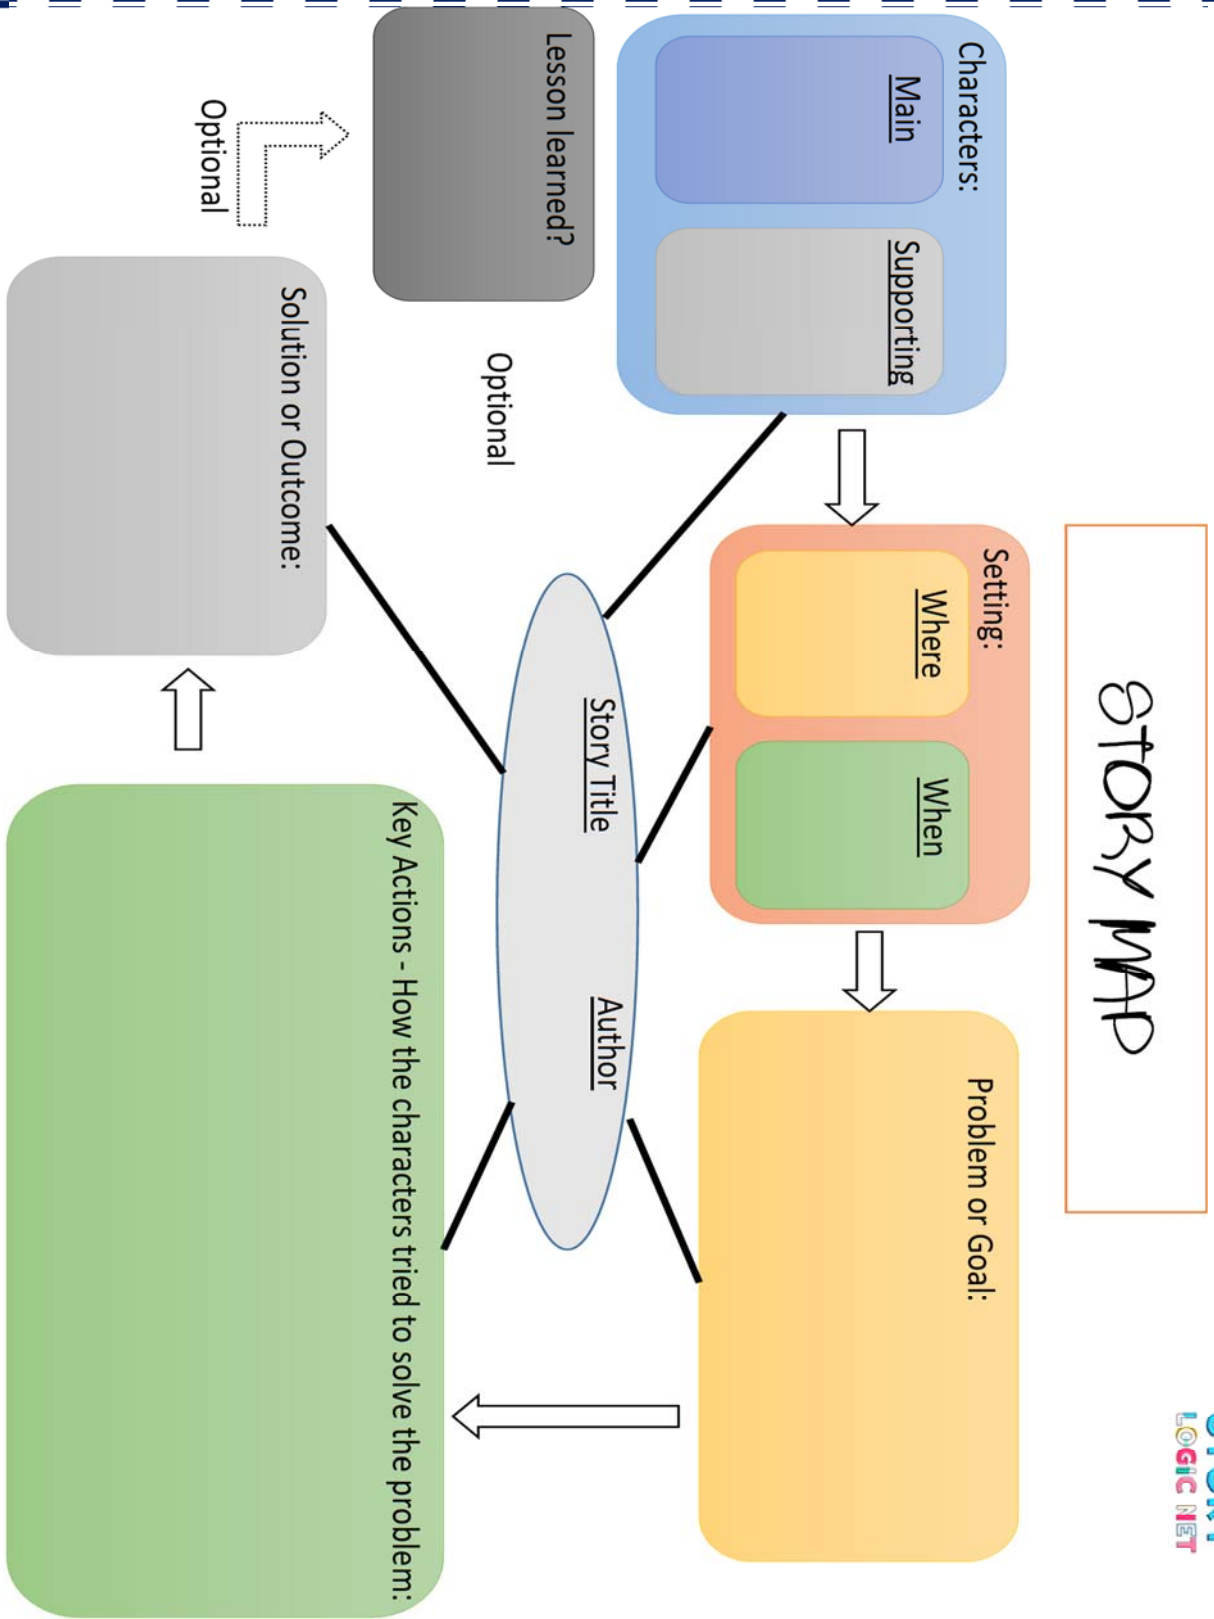 STORY MAP
STORY
LOGIC NET
Characters:
Main
Supporting
Setting:
Where
When
Problem or Goal:
Story Title
Author
Lesson learned?
Optional
Optional
Solution or Outcome:
Key Actions - How the characters tried to solve the problem: